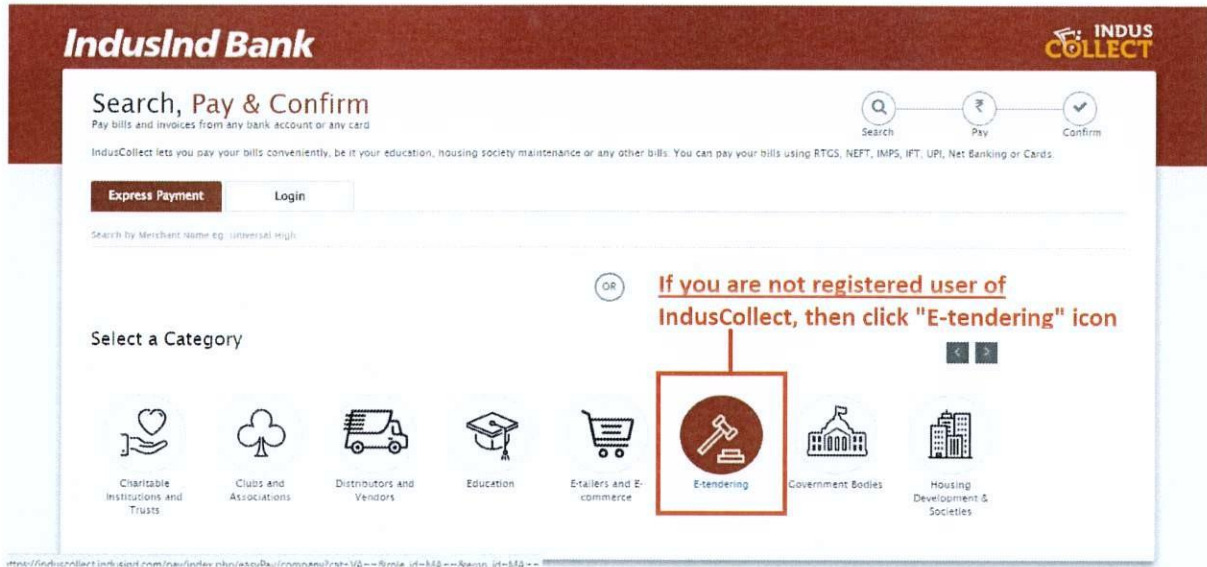 IndusInd Bank
INDUS
COLLECT
Search, Pay & Confirm
Pay bills and invoices from any bank account or any card
Search
Pay
Confirm
IndusCollect lets you pay your bills conveniently, be it your education, housing society maintenance or any other bills. You can pay your bills using RTGS, NEFT, IMPS, IFT, UPI, Net Banking or Cards.
Express Payment
Login
Search by Merchant Name eg. Universal High
OR
If you are not registered user of
IndusCollect, then click "E-tendering" icon
Select a Category
Charitable
Institutions and
Trusts
Clubs and
Associations
Distributors and
Vendors
Education
E-tailers and E-
commerce
E-tendering
Government Bodies
Housing
Development &
Societies